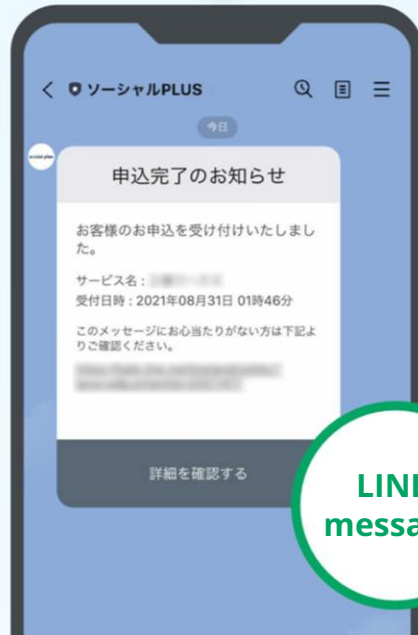 ソーシャルPLUS
今日
申込完了のお知らせ
お客様のお申込を受け付けいたしまし
た。
サービス名：
受付日時：2021年08月31日 01時46分
このメッセージにお心当たりがない方は下記よ
りご確認ください。
詳細を確認する